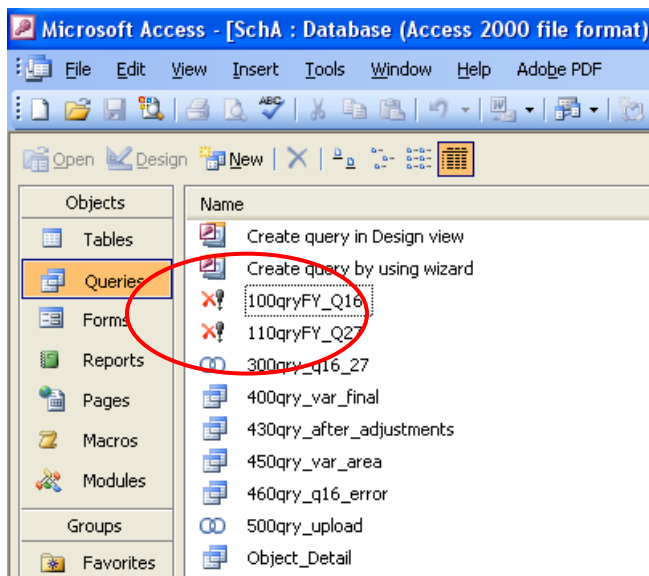 Microsoft Access - [SchA : Database (Access 2000 file format)
File Edit View Insert Tools Window Help Adobe PDF
ABC
W
Open Design New
Objects
Name
Tables
Create query in Design view
Queries
Create query by using wizard
100qryFY_Q16
Forms
110qryFY_Q27
Reports
300qry_q16_27
Pages
400qry_var_final
Macros
430qry_after_adjustments
Modules
450qry_var_area
460qry_q16_error
Groups
500qry_upload
Favorites
Object_Detail